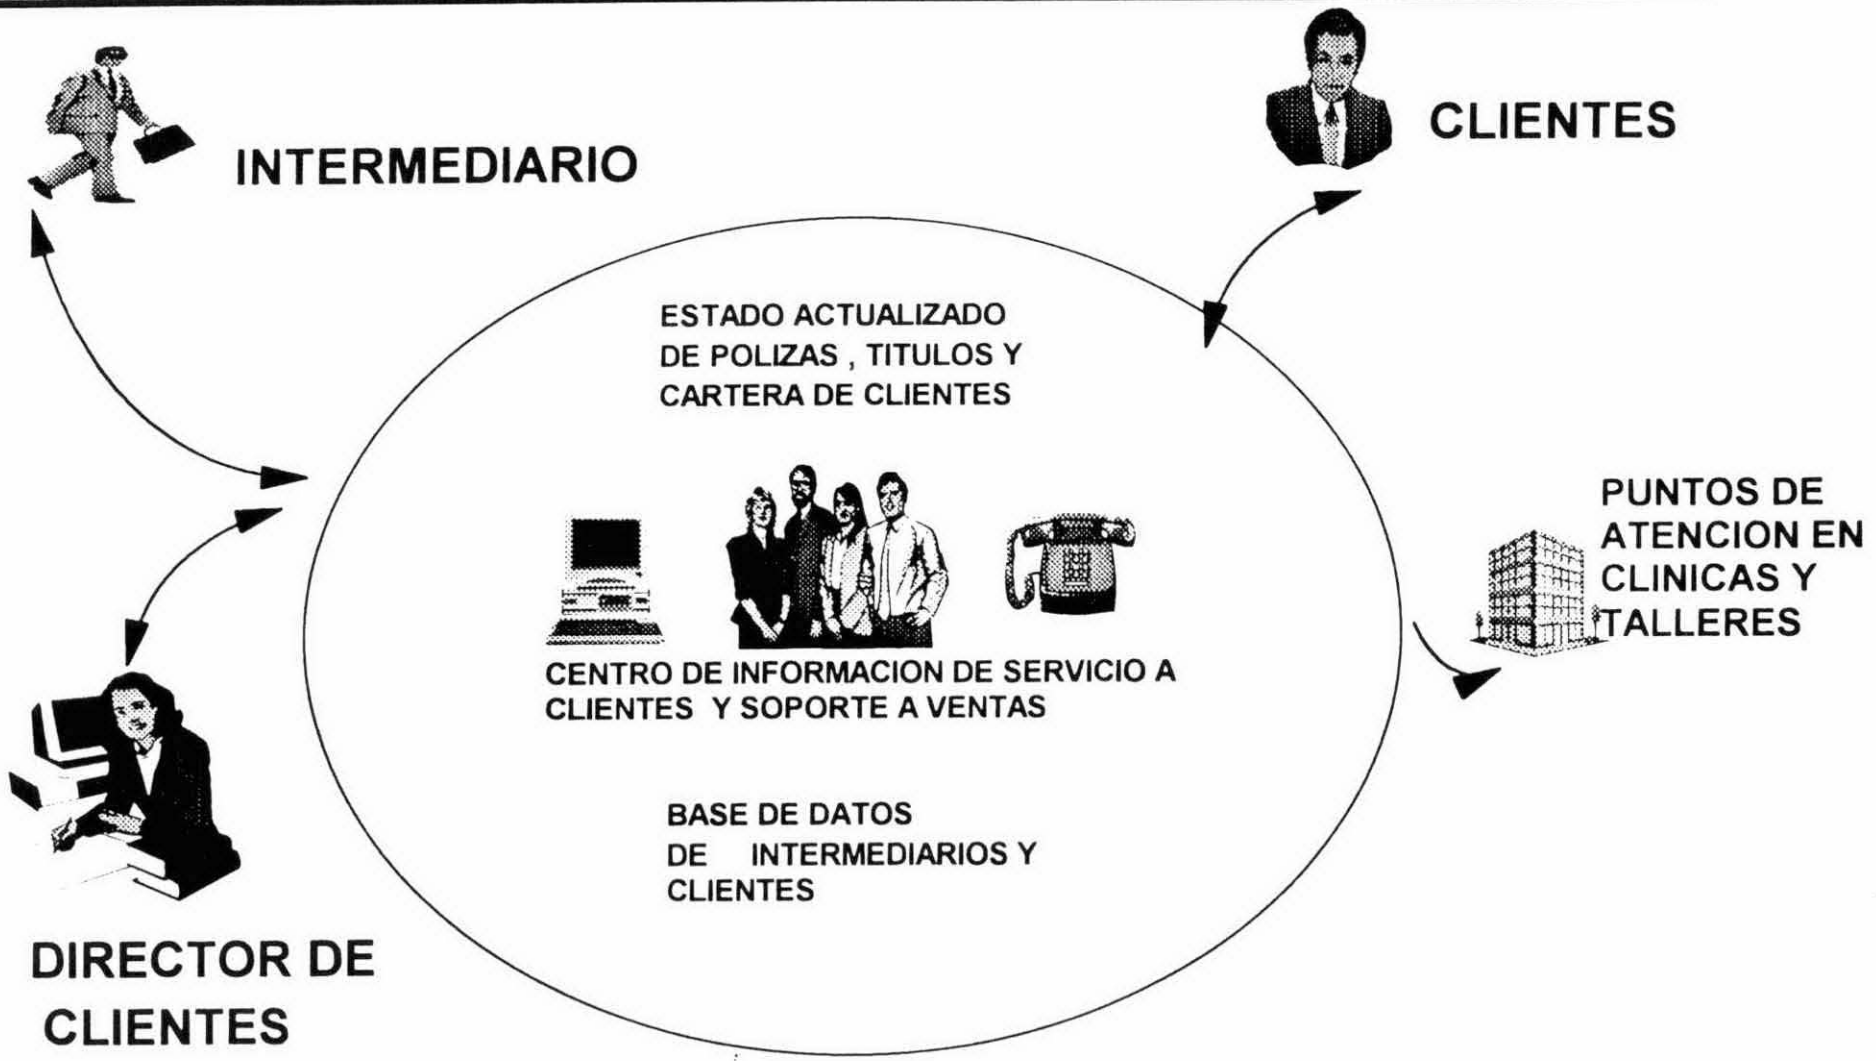 INTERMEDIARIO
CLIENTES
ESTADO ACTUALIZADO
DE POLIZAS , TITULOS Y
CARTERA DE CLIENTES
PUNTOS DE
ATENCION EN
CLINICAS Y
TALLERES
CENTRO DE INFORMACION DE SERVICIO A
CLIENTES Y SOPORTE A VENTAS
BASE DE DATOS
DE INTERMEDIARIOS Y
CLIENTES
DIRECTOR DE
CLIENTES